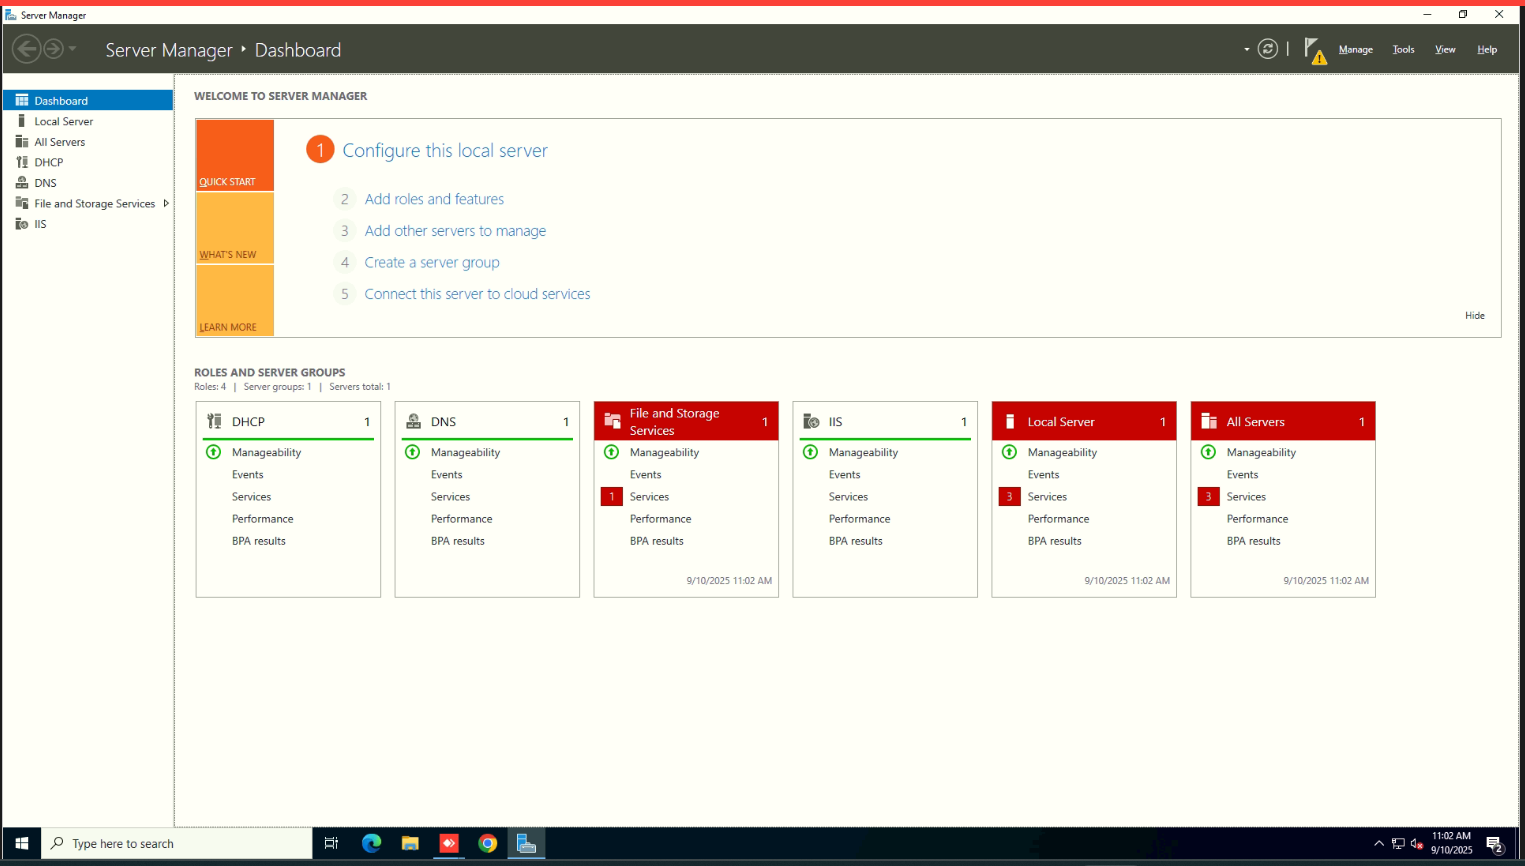 Server Manager
Server Manager ‣ Dashboard
Manage Tools View Help
Dashboard
Local Server
All Servers
DHCP
DNS
File and Storage Services
IIS
WELCOME TO SERVER MANAGER
QUICK START
WHAT'S NEW
LEARN MORE
1 Configure this local server
2 Add roles and features
3 Add other servers to manage
4 Create a server group
5 Connect this server to cloud services
Hide
ROLES AND SERVER GROUPS
Roles: 4 | Server groups: 1 | Servers total: 1
DHCP 1
Manageability
Events
Services
Performance
BPA results
DNS 1
Manageability
Events
Services
Performance
BPA results
File and Storage
Services 1
Manageability
Events
1 Services
Performance
BPA results
9/10/2025 11:02 AM
IIS 1
Manageability
Events
Services
Performance
BPA results
Local Server 1
Manageability
Events
3 Services
Performance
BPA results
9/10/2025 11:02 AM
All Servers 1
Manageability
Events
3 Services
Performance
BPA results
9/10/2025 11:02 AM
Type here to search
11:02 AM
9/10/2025
2